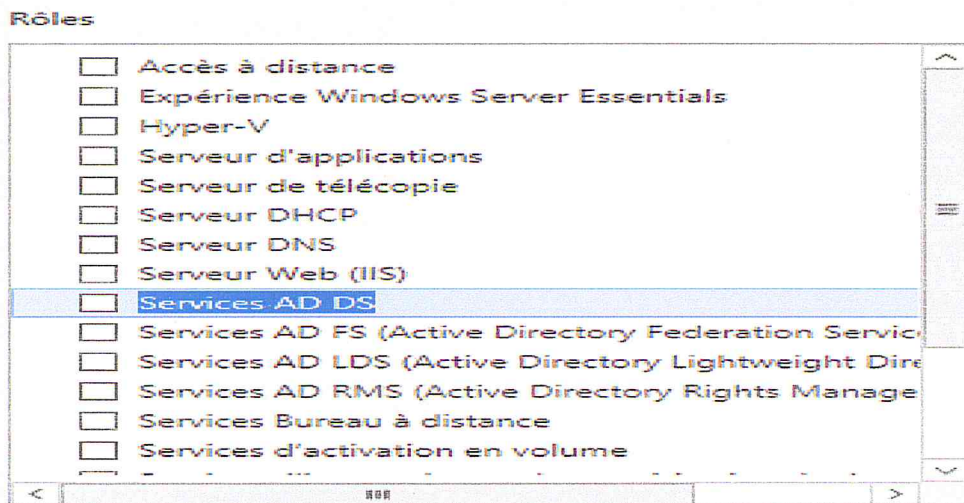 Rôles
Accès à distance
Expérience Windows Server Essentials
Hyper-V
Serveur d'applications
Serveur de télécopie
Serveur DHCP
Serveur DNS
Serveur Web (IIS)
Services AD DS
Services AD FS (Active Directory Federation Servic
Services AD LDS (Active Directory Lightweight Dire
Services AD RMS (Active Directory Rights Manage
Services Bureau à distance
Services d'activation en volume